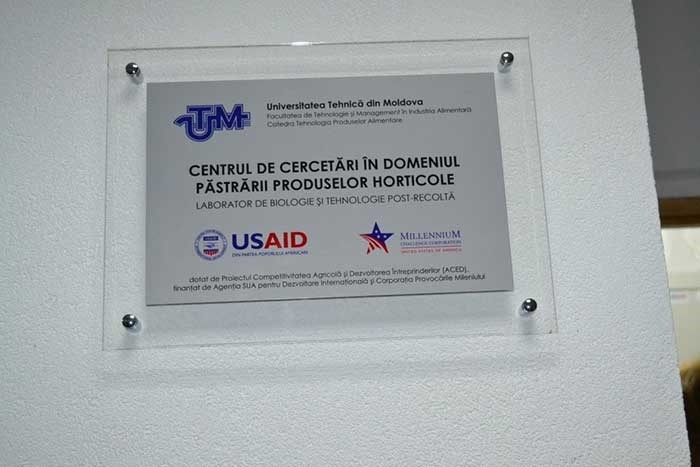 UTM
Universitatea Tehnică din Moldova
Facultatea de Tehnologie și Management în Industria Alimentară
Catedra Tehnologia Produselor Alimentare
CENTRUL DE CERCETĂRI ÎN DOMENIUL
PĂSTRĂRII PRODUSELOR HORTICOLE
LABORATOR DE BIOLOGIE ȘI TEHNOLOGIE POST-RECOLTĂ
USAID
DIN PARTEA POPORULUI AMERICAN
MILLENNIUM
CHALLENGE CORPORATION
UNITED STATES OF AMERICA
dotat de Proiectul Competitivitatea Agricolă și Dezvoltarea Întreprinderilor (ACED),
finanțat de Agenția SUA pentru Dezvoltare Internațională și Corporația Provocările Mileniului